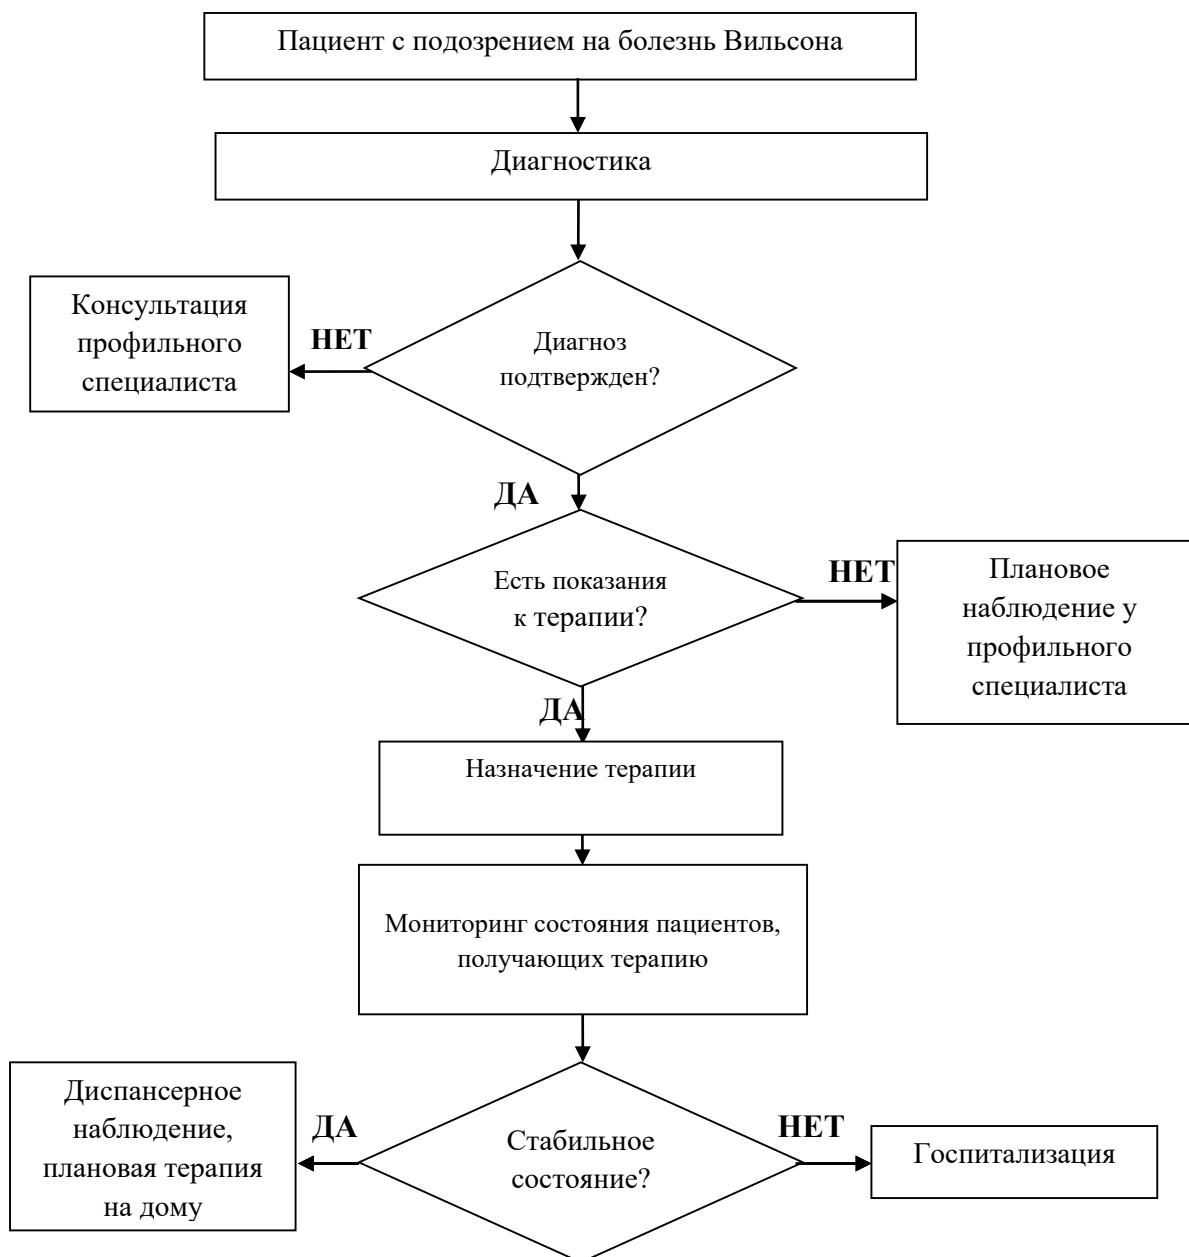 Пациент с подозрением на болезнь Вильсона
Диагностика
Консультация
профильного
специалиста
НЕТ
Диагноз
подтвержден?
ДА
Есть показания
к терапии?
НЕТ
Плановое
наблюдение у
профильного
специалиста
ДА
Назначение терапии
Мониторинг состояния пациентов,
получающих терапию
Диспансерное
наблюдение,
плановая терапия
на дому
ДА
Стабильное
состояние?
НЕТ
Госпитализация